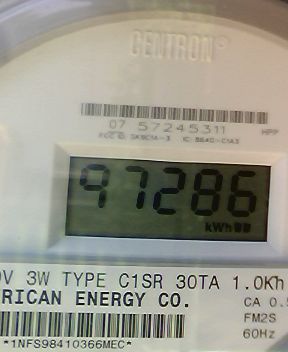 CENTRON®
07 57245311 HPP
97286
kWh
V 3W TYPE C1SR 30TA 1.0Kh
RICAN ENERGY CO.
CA 0.5
FM2S
60Hz
*1NFS98410366MEC*